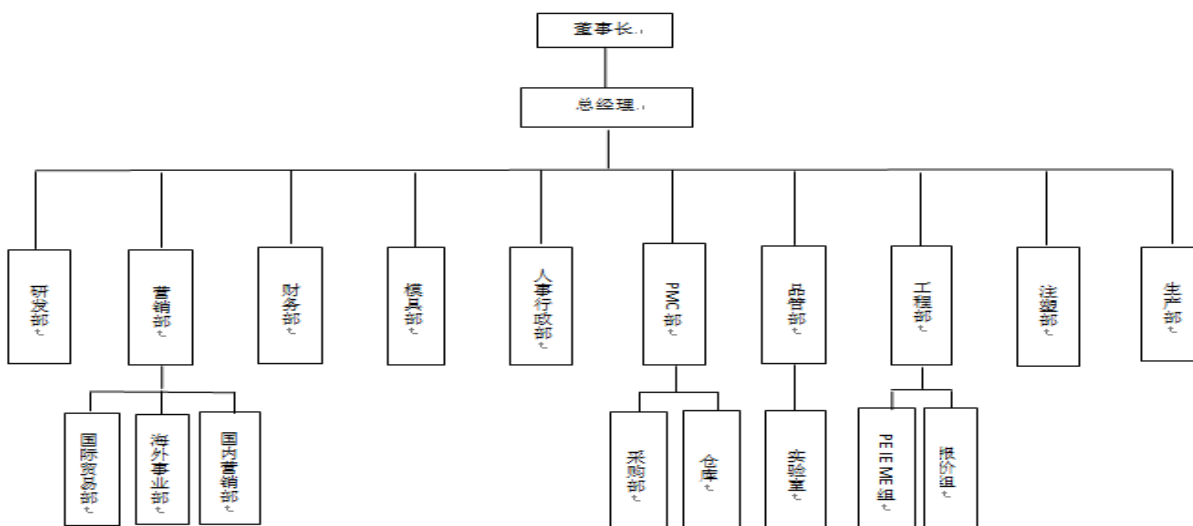 董事长
总经理
研发部
营销部
财务部
模具部
人事行政部
PMC部
品管部
工程部
注塑部
生产部
国际贸易部
海外事业部
国内营销部
采购部
仓库
实验室
PE IE ME组
报价组